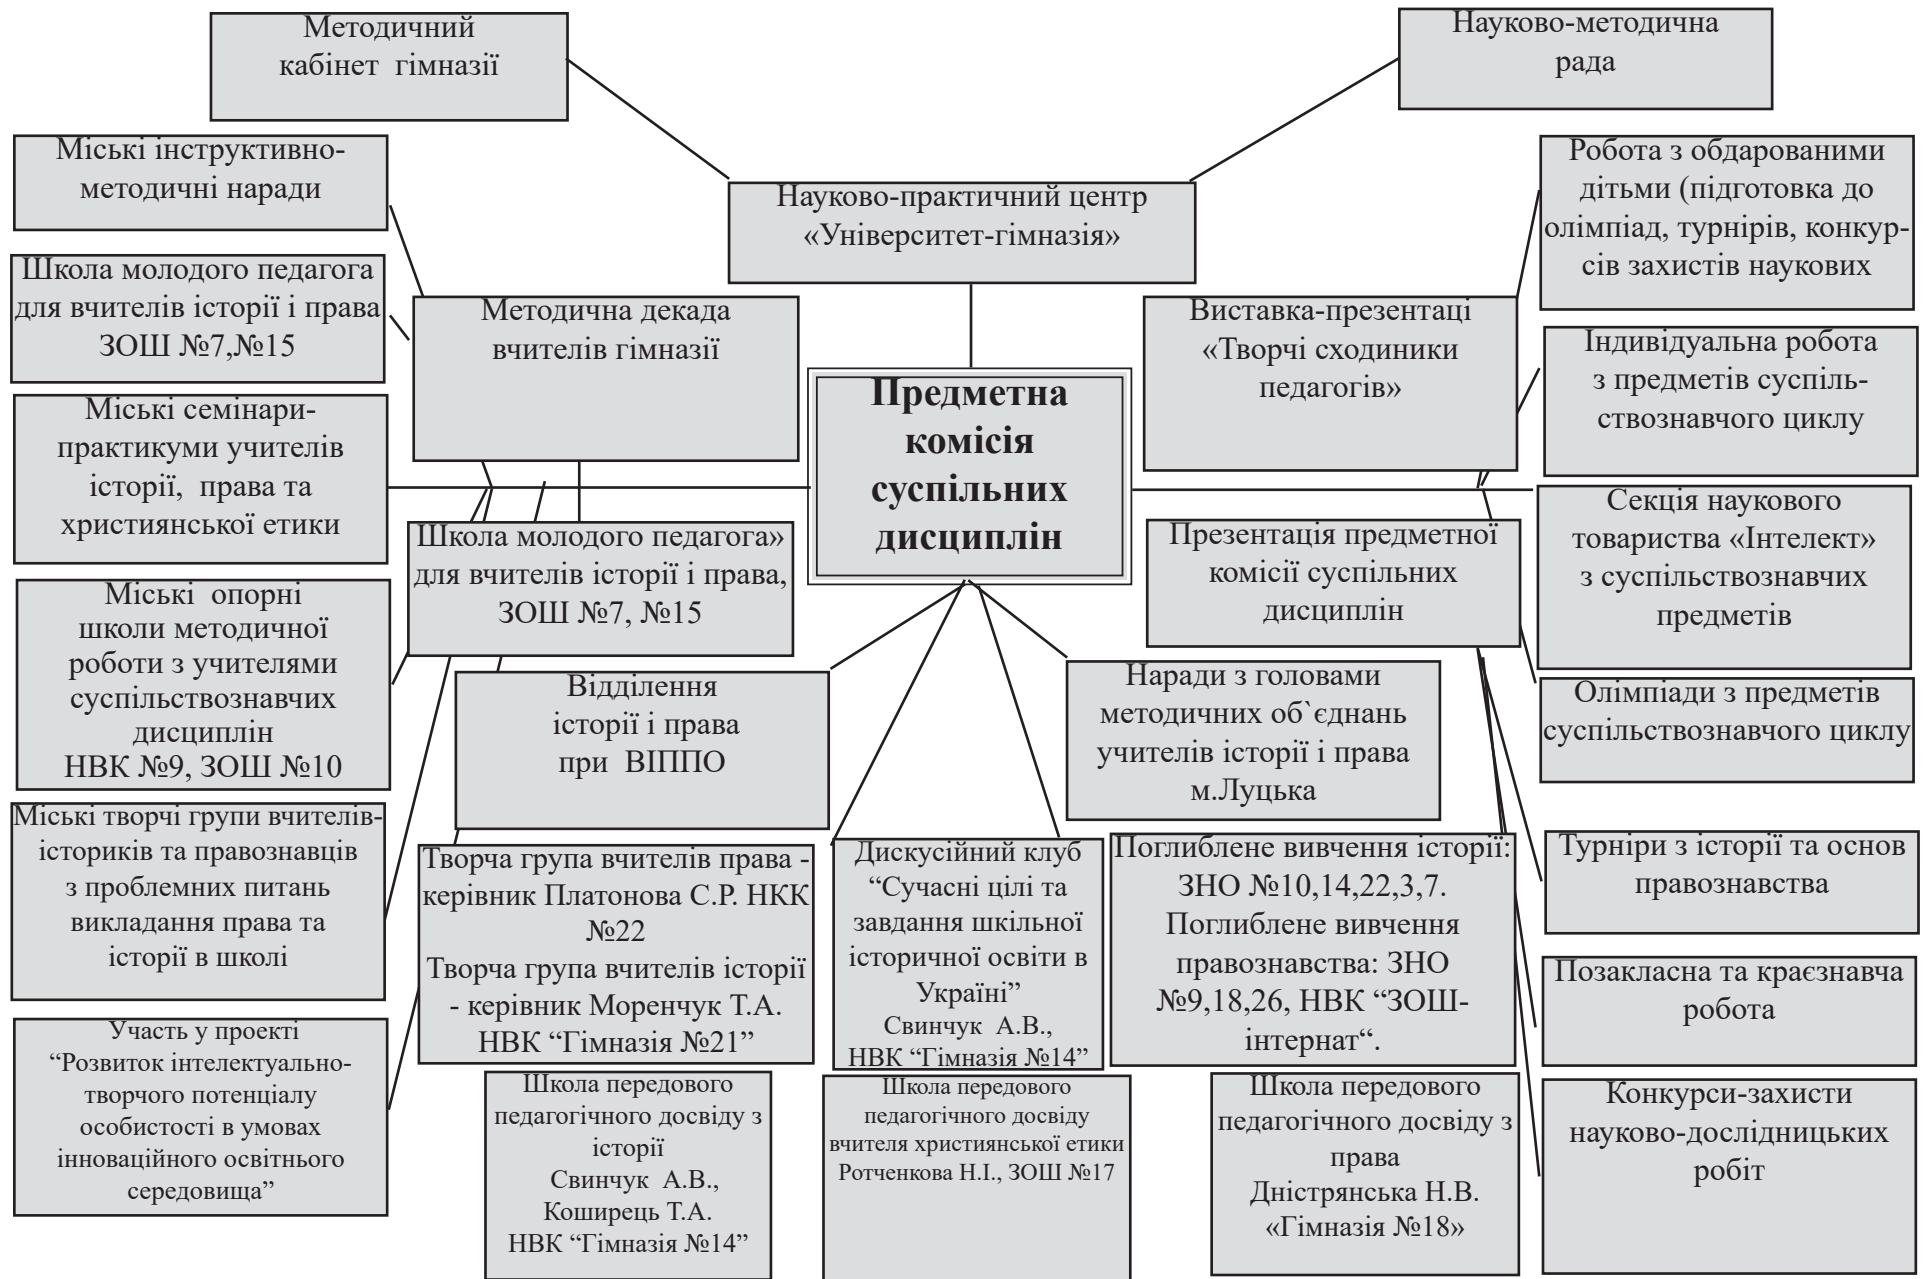 Методичний
кабінет гімназії
Науково-методична
рада
Міські інструктивно-
методичні наради
Науково-практичний центр
«Університет-гімназія»
Робота з обдарованими
дітьми (підготовка до
олімпіад, турнірів, конкур-
сів захистів наукових
Школа молодого педагога
для вчителів історії і права
ЗОШ №7,№15
Методична декада
вчителів гімназії
Виставка-презентаці
«Творчі сходиники
педагогів»
Індивідуальна робота
з предметів суспіль-
ствознавчого циклу
Міські семінари-
практикуми учителів
історії, права та
християнської етики
Предметна
комісія
суспільних
дисциплін
Секція наукового
товариства «Інтелект»
з суспільствознавчих
предметів
Школа молодого педагога»
для вчителів історії і права,
ЗОШ №7, №15
Презентація предметної
комісії суспільних
дисциплін
Міські опорні
школи методичної
роботи з учителями
суспільствознавчих
дисциплін
НВК №9, ЗОШ №10
Відділення
історії і права
при ВІППО
Наради з головами
методичних об`єднань
учителів історії і права
м.Луцька
Олімпіади з предметів
суспільствознавчого циклу
Міські творчі групи вчителів-
істориків та правознавців
з проблемних питань
викладання права та
історії в школі
Творча група вчителів права -
керівник Платонова С.Р. НКК
№22
Творча група вчителів історії
- керівник Моренчук Т.А.
НВК “Гімназія №21”
Дискусійний клуб
“Сучасні цілі та
завдання шкільної
історичної освіти в
Україні”
Свинчук А.В.,
НВК “Гімназія №14”
Поглиблене вивчення історії:
ЗНО №10,14,22,3,7.
Поглиблене вивчення
правознавства: ЗНО
№9,18,26, НВК “ЗОШ-
інтернат“.
Турніри з історії та основ
правознавства
Позакласна та краєзнавча
робота
Участь у проекті
“Розвиток інтелектуально-
творчого потенціалу
особистості в умовах
інноваційного освітнього
середовища”
Школа передового
педагогічного досвіду з
історії
Свинчук А.В.,
Коширець Т.А.
НВК “Гімназія №14”
Школа передового
педагогічного досвіду
вчителя християнської етики
Ротченкова Н.І., ЗОШ №17
Школа передового
педагогічного досвіду з
права
Дністрянська Н.В.
«Гімназія №18»
Конкурси-захисти
науково-дослідницьких
робіт